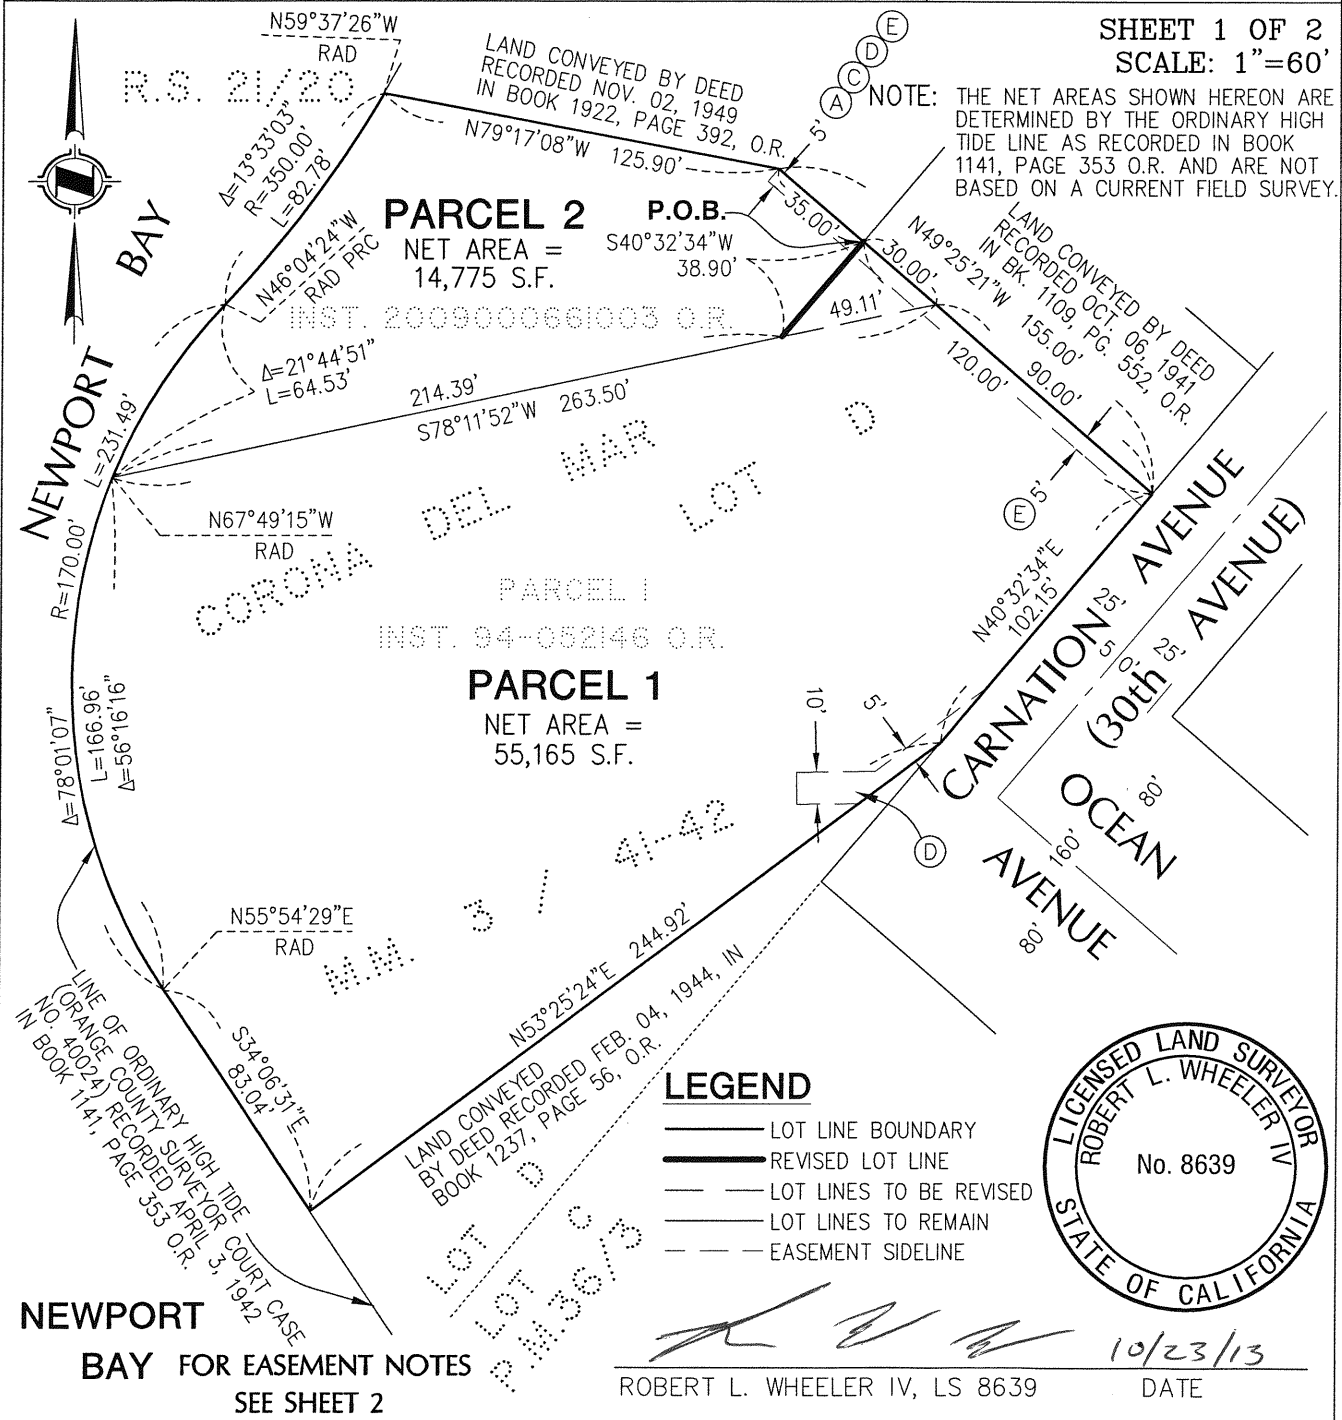 SHEET 1 OF 2
SCALE: 1"=60'
NOTE: THE NET AREAS SHOWN HEREON ARE
DETERMINED BY THE ORDINARY HIGH
TIDE LINE AS RECORDED IN BOOK
1141, PAGE 353 O.R. AND ARE NOT
BASED ON A CURRENT FIELD SURVEY.
N59°37'26"W
RAD
R.S. 21/20
LAND CONVEYED BY DEED
RECORDED NOV. 02, 1949
IN BOOK 1922, PAGE 392, O.R.
N79°17'08"W 125.90'
A C D E
5'
Δ=13°33'03"
R=350.00'
L=82.78'
N46°04'24"W
RAD PRC
PARCEL 2
NET AREA =
14,775 S.F.
INST. 2009000661003 O.R.
P.O.B.
S40°32'34"W
38.90'
35.00'
30.00'
49.11'
N49°25'21"W 155.00'
90.00'
120.00'
LAND CONVEYED BY DEED
RECORDED OCT. 06, 1941
IN BK. 1109, PG. 552, O.R.
NEWPORT BAY
Δ=21°44'51"
L=64.53'
214.39'
S78°11'52"W 263.50'
L=231.49'
R=170.00'
Δ=78°01'07"
L=166.96'
Δ=56°16'16"
N67°49'15"W
RAD
CORONA DEL MAR
LOT D
E 5'
PARCEL 1
INST. 94-052146 O.R.
PARCEL 1
NET AREA =
55,165 S.F.
N40°32'34"E
102.15'
CARNATION AVENUE
(30th AVENUE)
25'
25'
50'
10'
5'
D
OCEAN
AVENUE
80'
160'
80'
M.M. 3 / 41-42
N55°54'29"E
RAD
S34°06'31"E
83.04'
N53°25'24"E 244.92'
LAND CONVEYED
BY DEED RECORDED FEB. 04, 1944, IN
BOOK 1237, PAGE 56, O.R.
LINE OF ORDINARY HIGH TIDE
(ORANGE COUNTY SURVEYOR COURT CASE
NO. 40024) RECORDED APRIL 3, 1942
IN BOOK 1141, PAGE 353 O.R.
LOT D
LOT C
P.M.36/3
LEGEND
LOT LINE BOUNDARY
REVISED LOT LINE
LOT LINES TO BE REVISED
LOT LINES TO REMAIN
EASEMENT SIDELINE
LICENSED LAND SURVEYOR
ROBERT L. WHEELER IV
No. 8639
STATE OF CALIFORNIA
NEWPORT
BAY
FOR EASEMENT NOTES
SEE SHEET 2
10/23/13
ROBERT L. WHEELER IV, LS 8639
DATE